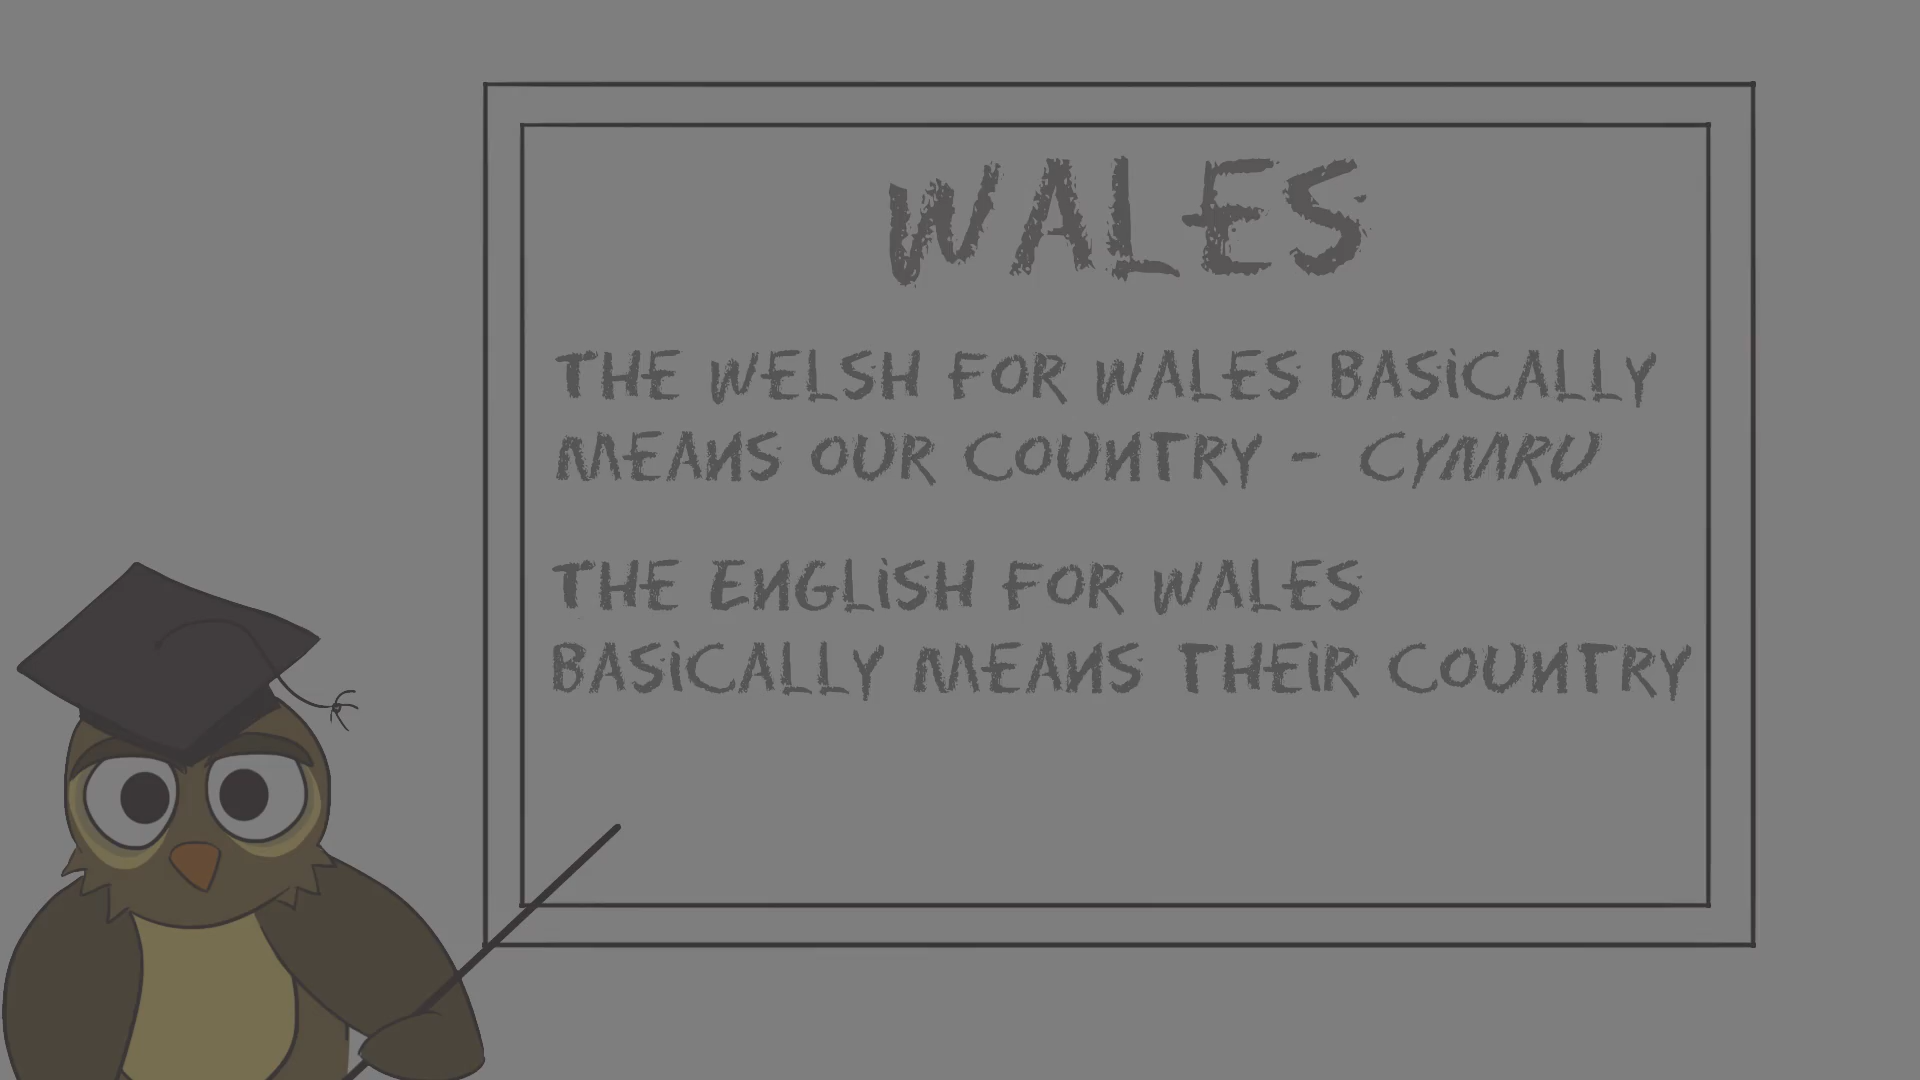 WALES
THE WELSH FOR WALES BASICALLY
MEANS OUR COUNTRY - CYMRU
THE ENGLISH FOR WALES
BASICALLY MEANS THEIR COUNTRY